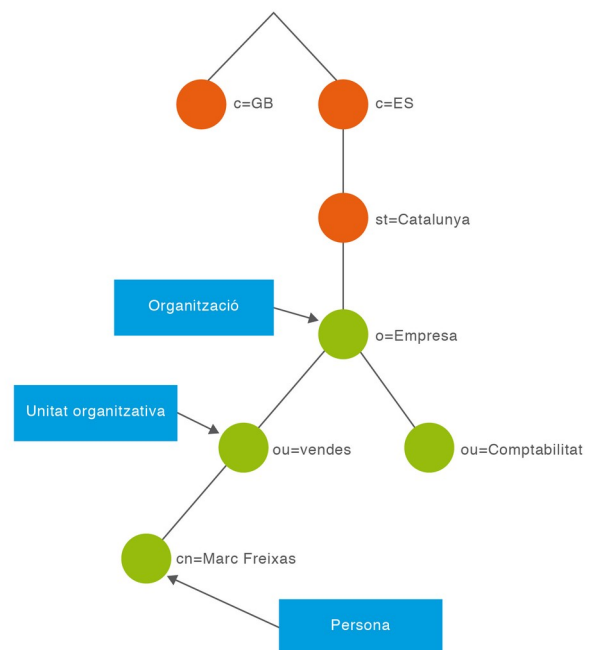 c=GB
c=ES
st=Catalunya
Organització
o=Empresa
Unitat organitzativa
ou=vendes
ou=Comptabilitat
cn=Marc Freixas
Persona